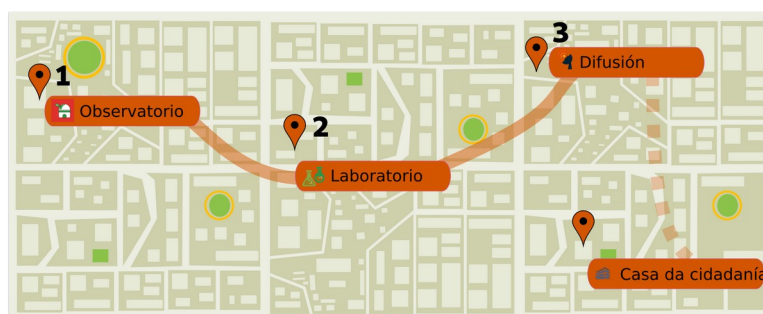 1
Observatorio
2
Laboratorio
3
Difusión
Casa da cidadanía